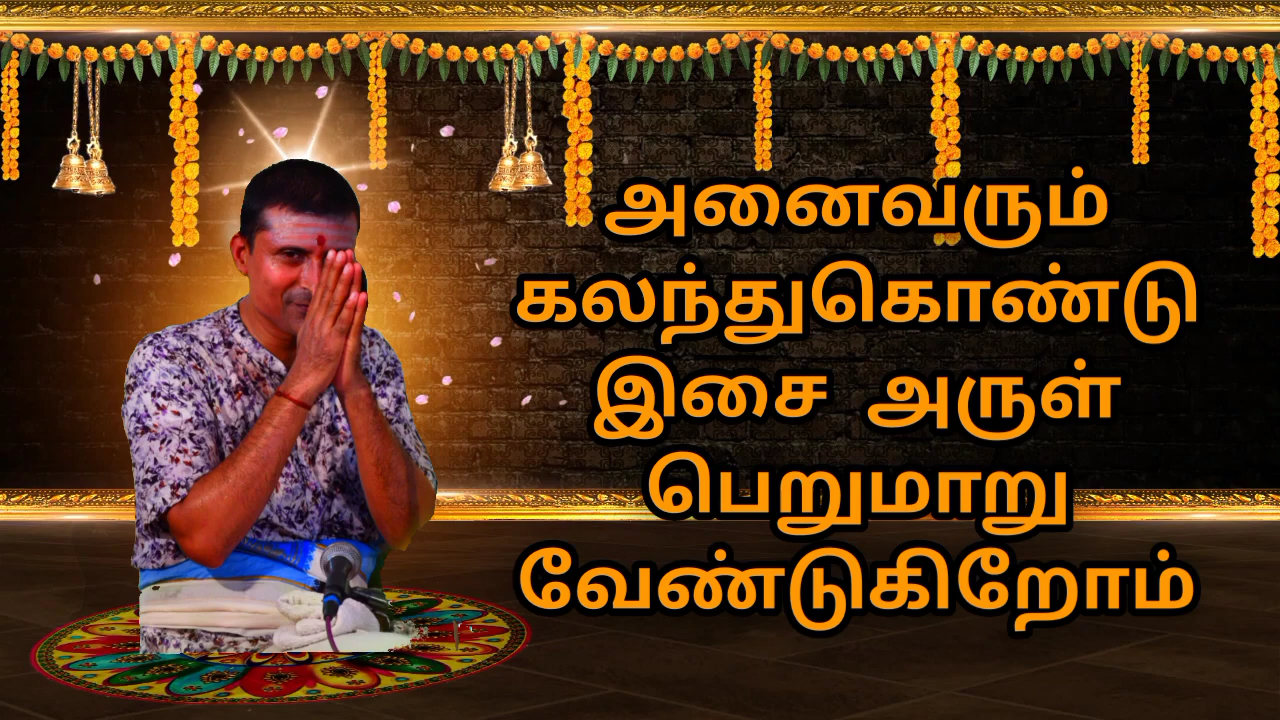 அனைவரும்
கலந்துகொண்டு
இசை அருள்
பெறுமாறு
வேண்டுகிறோம்